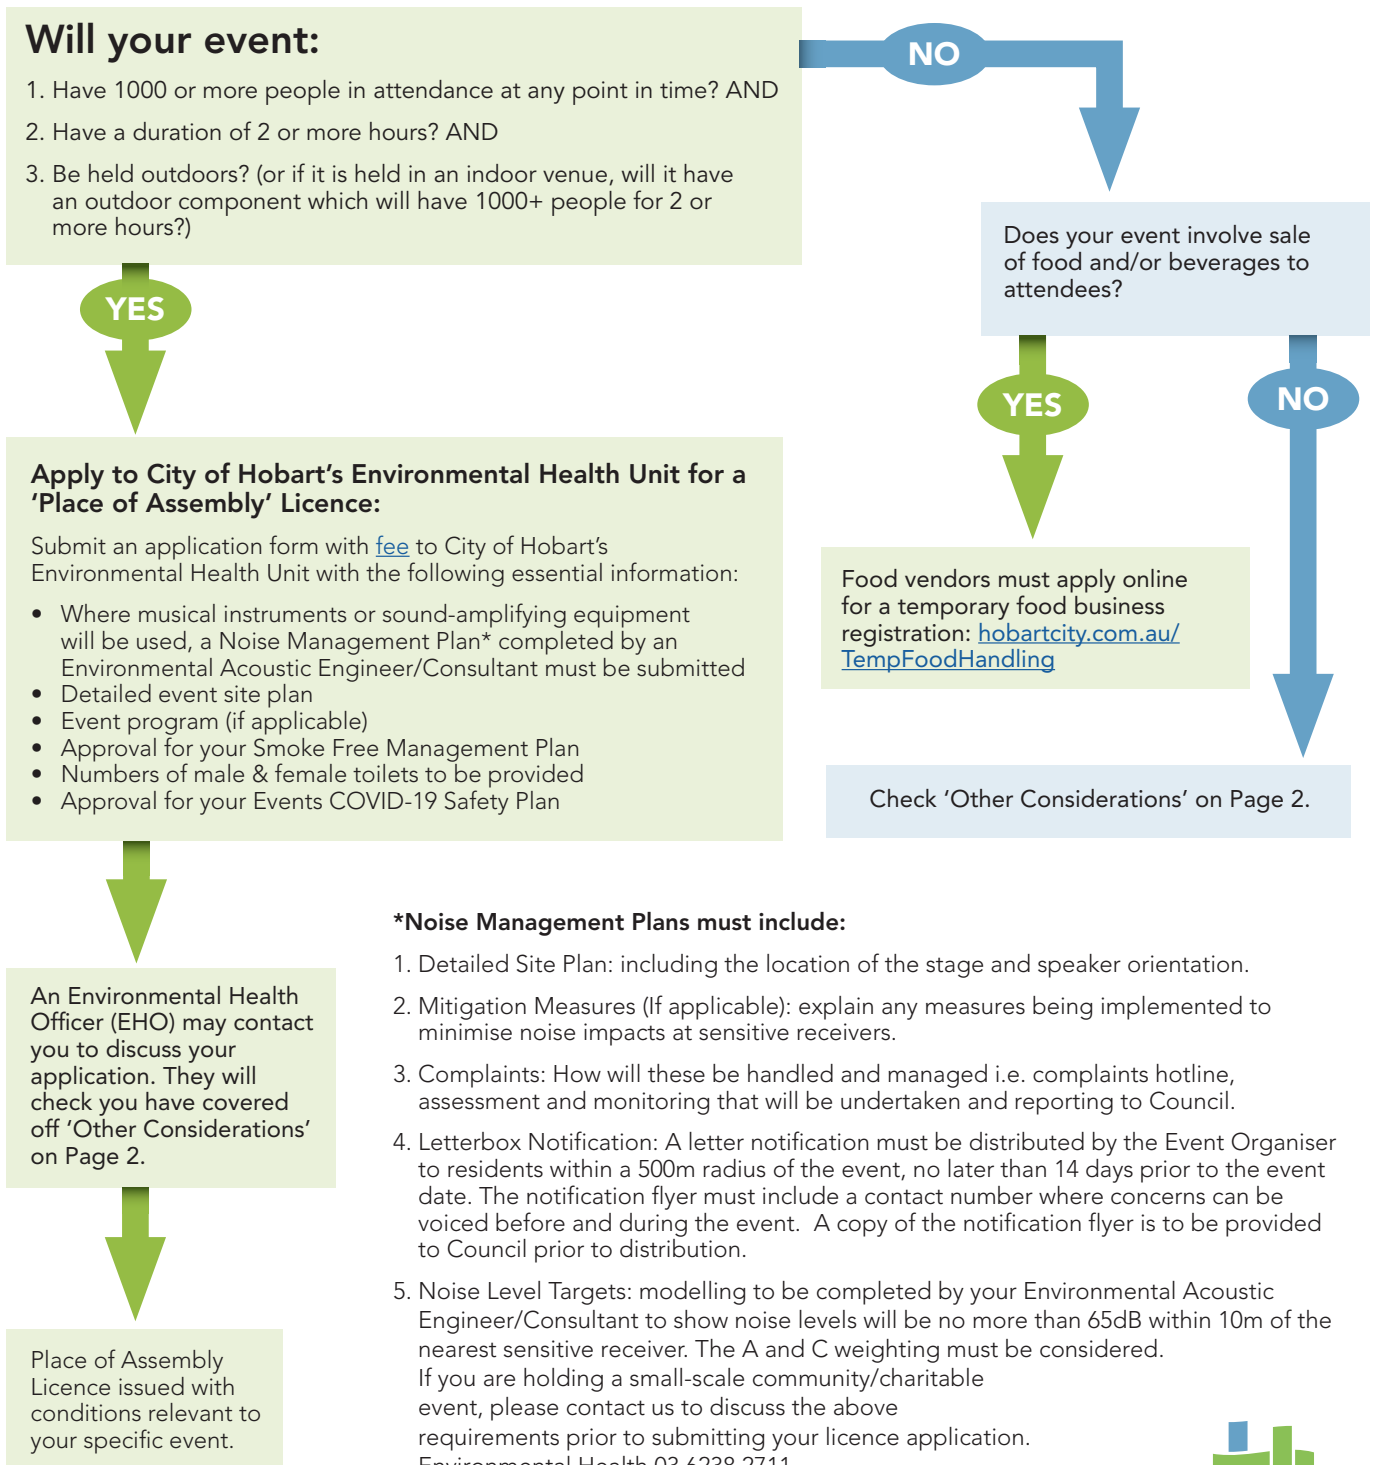 Will your event:
1. Have 1000 or more people in attendance at any point in time? AND
2. Have a duration of 2 or more hours? AND
3. Be held outdoors? (or if it is held in an indoor venue, will it have
an outdoor component which will have 1000+ people for 2 or
more hours?)
NO
YES
Does your event involve sale
of food and/or beverages to
attendees?
YES
NO
Food vendors must apply online
for a temporary food business
registration: hobartcity.com.au/
TempFoodHandling
Check 'Other Considerations' on Page 2.
Apply to City of Hobart's Environmental Health Unit for a
'Place of Assembly' Licence:
Submit an application form with fee to City of Hobart's
Environmental Health Unit with the following essential information:
• Where musical instruments or sound-amplifying equipment
will be used, a Noise Management Plan* completed by an
Environmental Acoustic Engineer/Consultant must be submitted
• Detailed event site plan
• Event program (if applicable)
• Approval for your Smoke Free Management Plan
• Numbers of male & female toilets to be provided
• Approval for your Events COVID-19 Safety Plan
An Environmental Health
Officer (EHO) may contact
you to discuss your
application. They will
check you have covered
off 'Other Considerations'
on Page 2.
Place of Assembly
Licence issued with
conditions relevant to
your specific event.
*Noise Management Plans must include:
1. Detailed Site Plan: including the location of the stage and speaker orientation.
2. Mitigation Measures (If applicable): explain any measures being implemented to
minimise noise impacts at sensitive receivers.
3. Complaints: How will these be handled and managed i.e. complaints hotline,
assessment and monitoring that will be undertaken and reporting to Council.
4. Letterbox Notification: A letter notification must be distributed by the Event Organiser
to residents within a 500m radius of the event, no later than 14 days prior to the event
date. The notification flyer must include a contact number where concerns can be
voiced before and during the event. A copy of the notification flyer is to be provided
to Council prior to distribution.
5. Noise Level Targets: modelling to be completed by your Environmental Acoustic
Engineer/Consultant to show noise levels will be no more than 65dB within 10m of the
nearest sensitive receiver. The A and C weighting must be considered.
If you are holding a small-scale community/charitable
event, please contact us to discuss the above
requirements prior to submitting your licence application.
Environmental Health 03 6238 2711